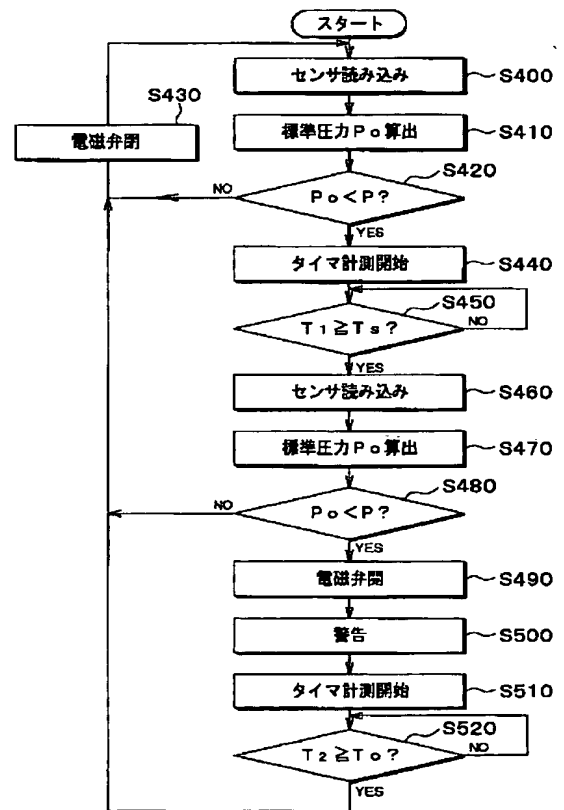 スタート
センサ読み込み
S400
S430
電磁弁閉
標準圧力Po算出
S410
S420
Po<P?
NO
YES
タイマ計測開始
S440
S450
T1≧Ts?
NO
YES
センサ読み込み
S460
標準圧力Po算出
S470
S480
Po<P?
NO
YES
電磁弁開
S490
警告
S500
タイマ計測開始
S510
S520
T2≧To?
NO
YES